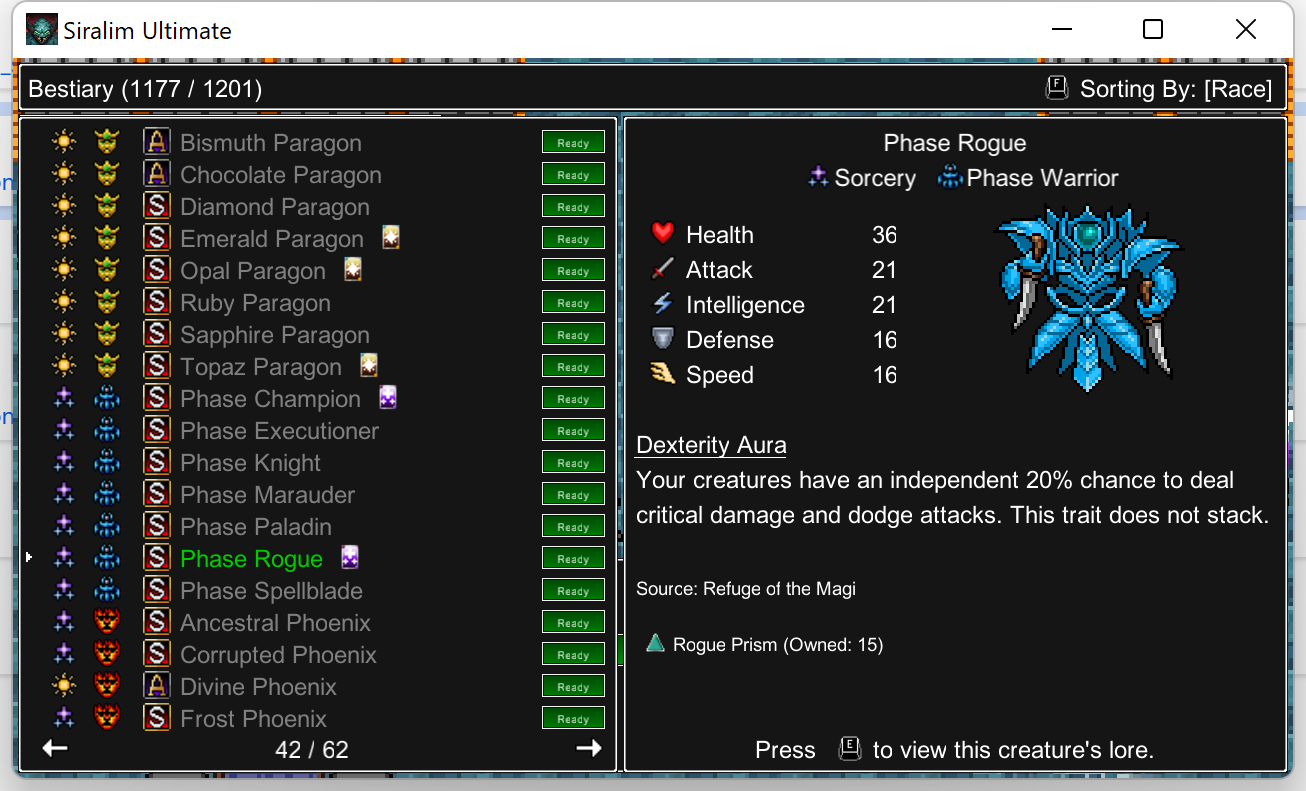 Siralim Ultimate
Bestiary (1177 / 1201)
F Sorting By: [Race]
A Bismuth Paragon Ready
A Chocolate Paragon Ready
S Diamond Paragon Ready
S Emerald Paragon Ready
S Opal Paragon Ready
S Ruby Paragon Ready
S Sapphire Paragon Ready
S Topaz Paragon Ready
S Phase Champion Ready
S Phase Executioner Ready
S Phase Knight Ready
S Phase Marauder Ready
S Phase Paladin Ready
S Phase Rogue Ready
S Phase Spellblade Ready
S Ancestral Phoenix Ready
S Corrupted Phoenix Ready
A Divine Phoenix Ready
S Frost Phoenix Ready
42 / 62
Phase Rogue
Sorcery Phase Warrior
Health 36
Attack 21
Intelligence 21
Defense 16
Speed 16
Dexterity Aura
Your creatures have an independent 20% chance to deal
critical damage and dodge attacks. This trait does not stack.
Source: Refuge of the Magi
Rogue Prism (Owned: 15)
Press E to view this creature's lore.